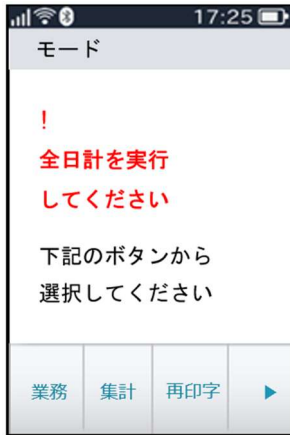 17:25
モード
!
全日計を実行
してください
下記のボタンから
選択してください
業務 集計 再印字 ▶